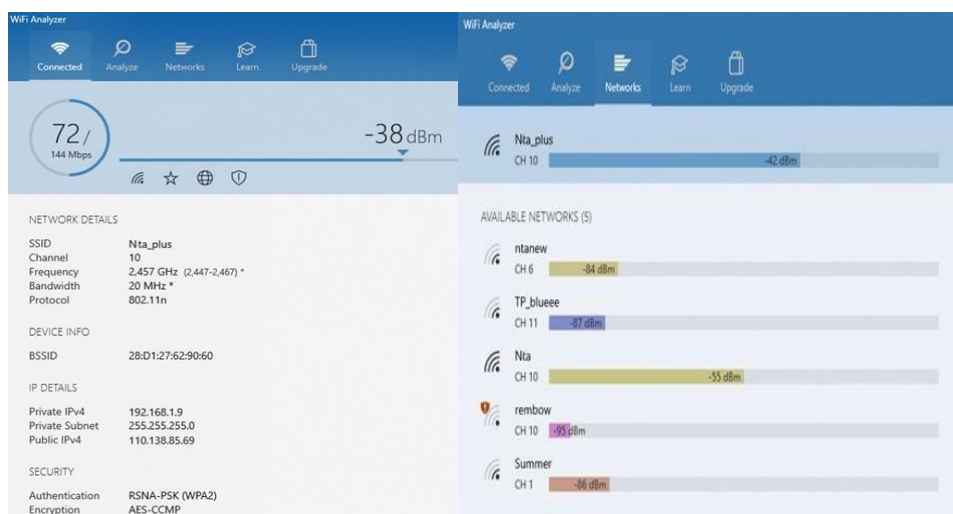 WiFi Analyzer
Connected Analyze Networks Learn Upgrade
72/
144 Mbps
-38 dBm
NETWORK DETAILS
SSID Nta_plus
Channel 10
Frequency 2,457 GHz (2,447-2,467) *
Bandwidth 20 MHz *
Protocol 802.11n
DEVICE INFO
BSSID 28:D1:27:62:90:60
IP DETAILS
Private IPv4 192.168.1.9
Private Subnet 255.255.255.0
Public IPv4 110.138.85.69
SECURITY
Authentication RSNA-PSK (WPA2)
Encryption AES-CCMP
WiFi Analyzer
Connected Analyze Networks Learn Upgrade
Nta_plus
CH 10 -42 dBm
AVAILABLE NETWORKS (5)
ntanew
CH 6 -84 dBm
TP_blueee
CH 11 -87 dBm
Nta
CH 10 -55 dBm
rembow
CH 10 -95 dBm
Summer
CH 1 -86 dBm